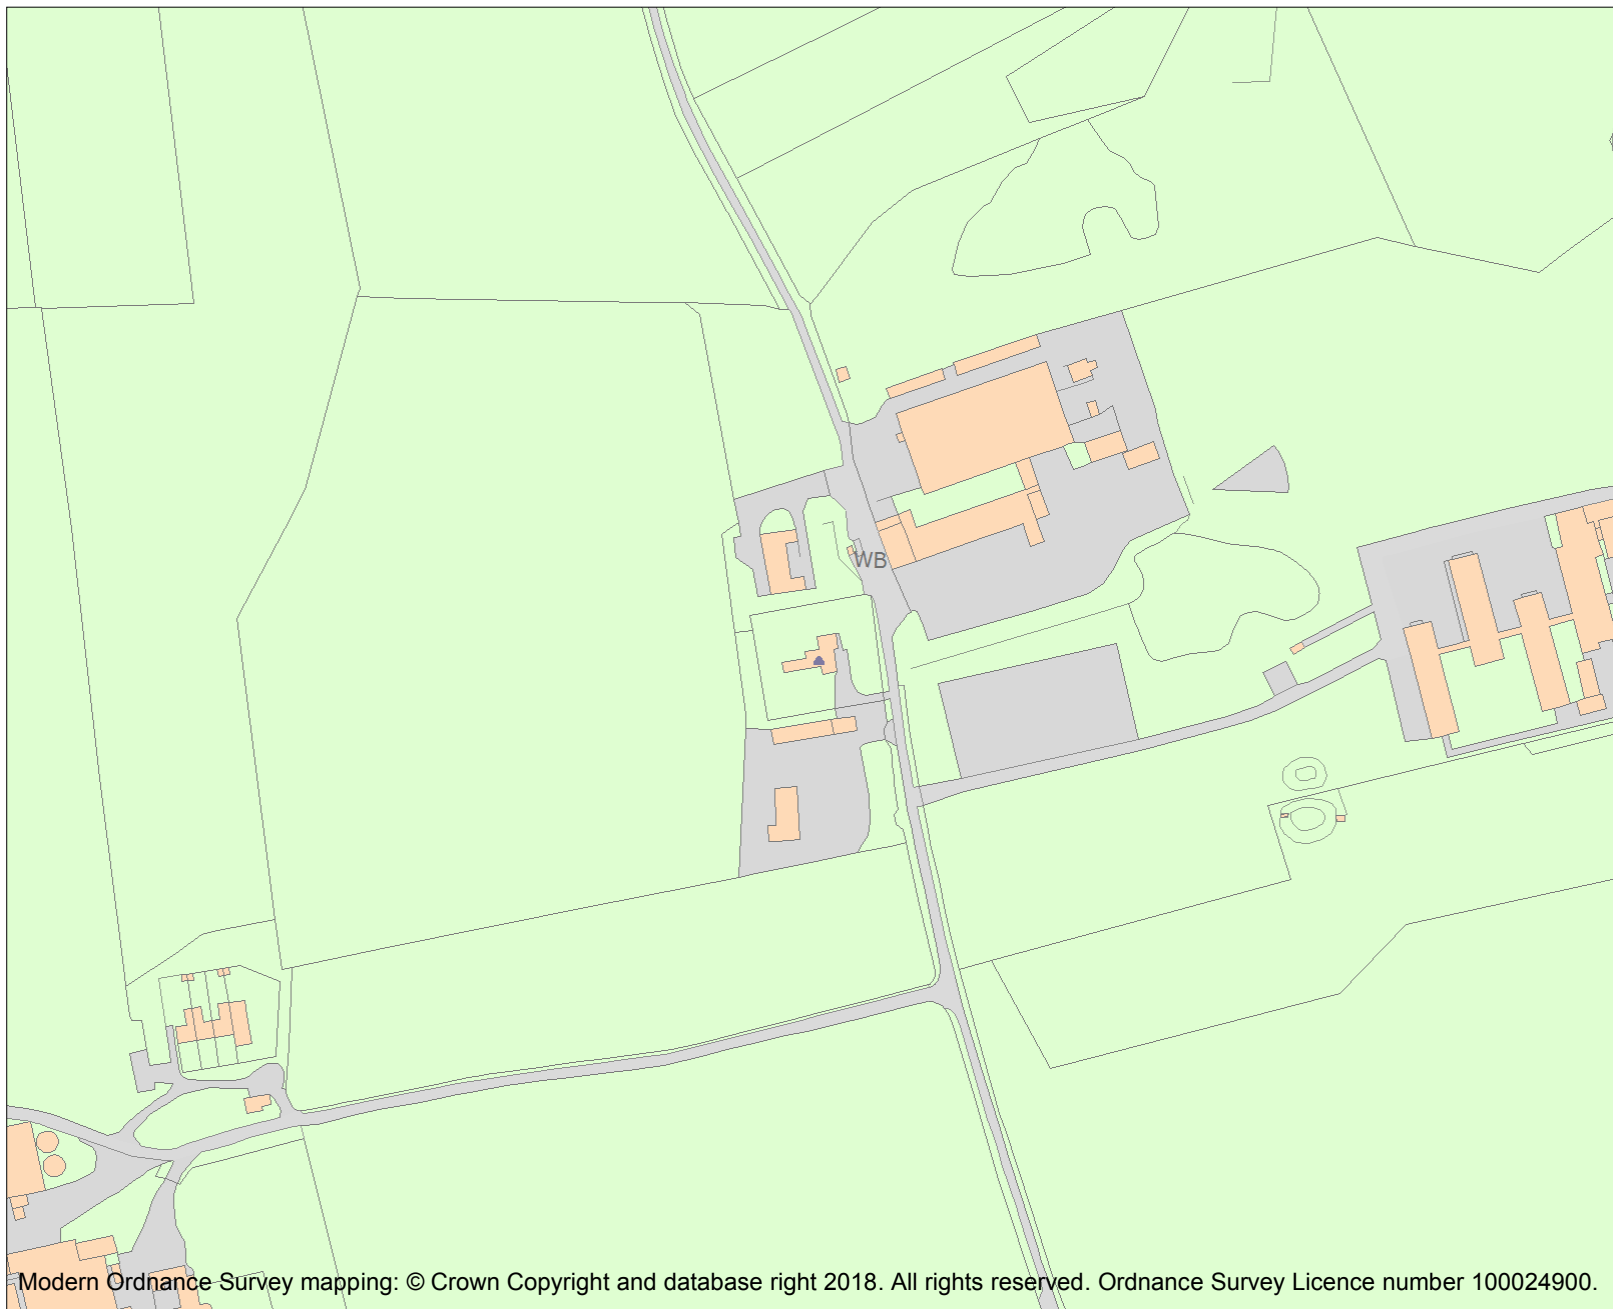 WB
Modern Ordnance Survey mapping: © Crown Copyright and database right 2018. All rights reserved. Ordnance Survey Licence number 100024900.